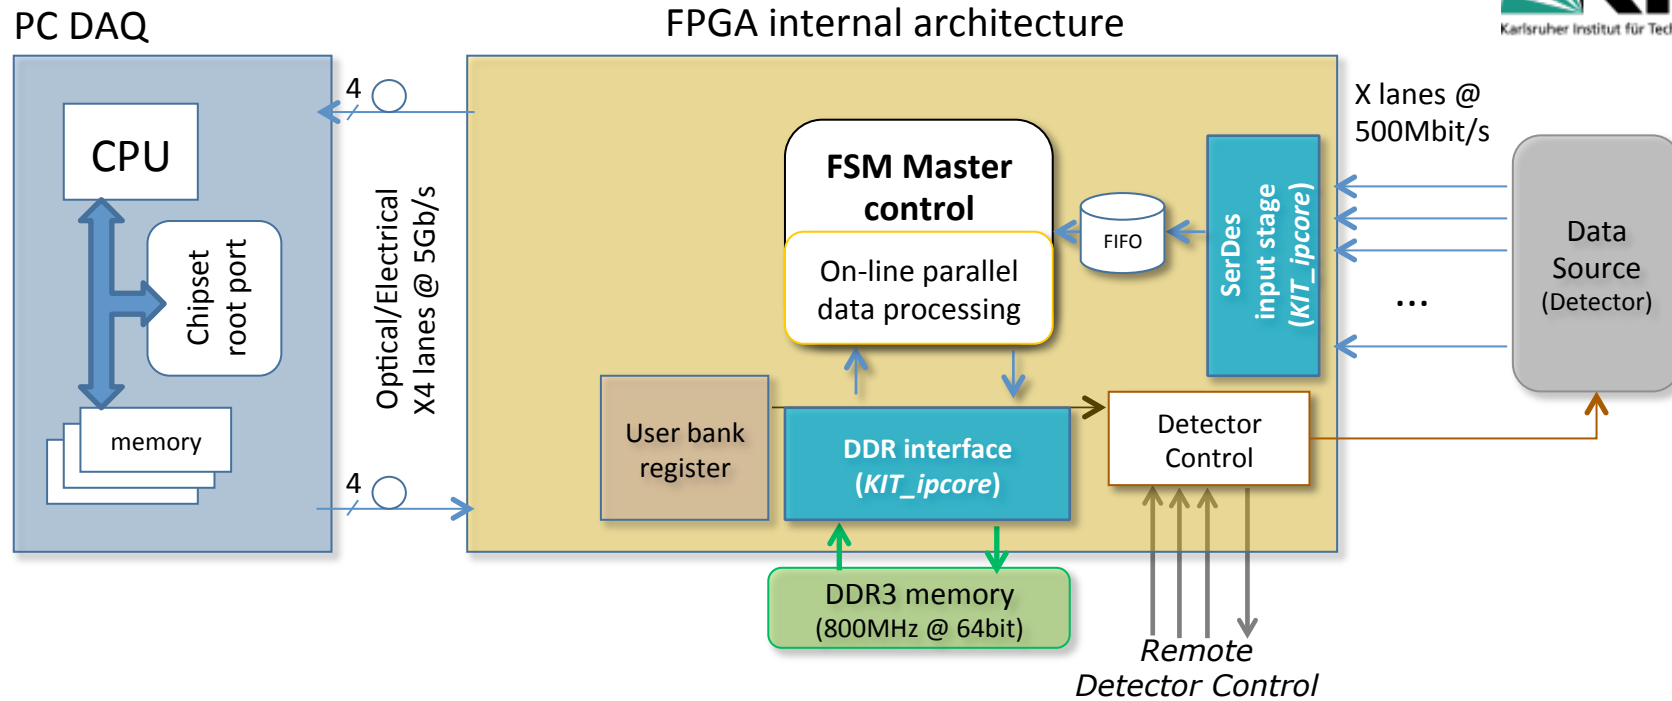 PC DAQ
FPGA internal architecture
Karlsruher Institut für Tec
4
X lanes @
500Mbit/s
CPU
Chipset
root port
memory
Optical/Electrical
X4 lanes @ 5Gb/s
4
FSM Master
control
On-line parallel
data processing
FIFO
SerDes
input stage
(KIT_ipcore)
...
Data
Source
(Detector)
User bank
register
DDR interface
(KIT_ipcore)
Detector
Control
DDR3 memory
(800MHz @ 64bit)
Remote
Detector Control